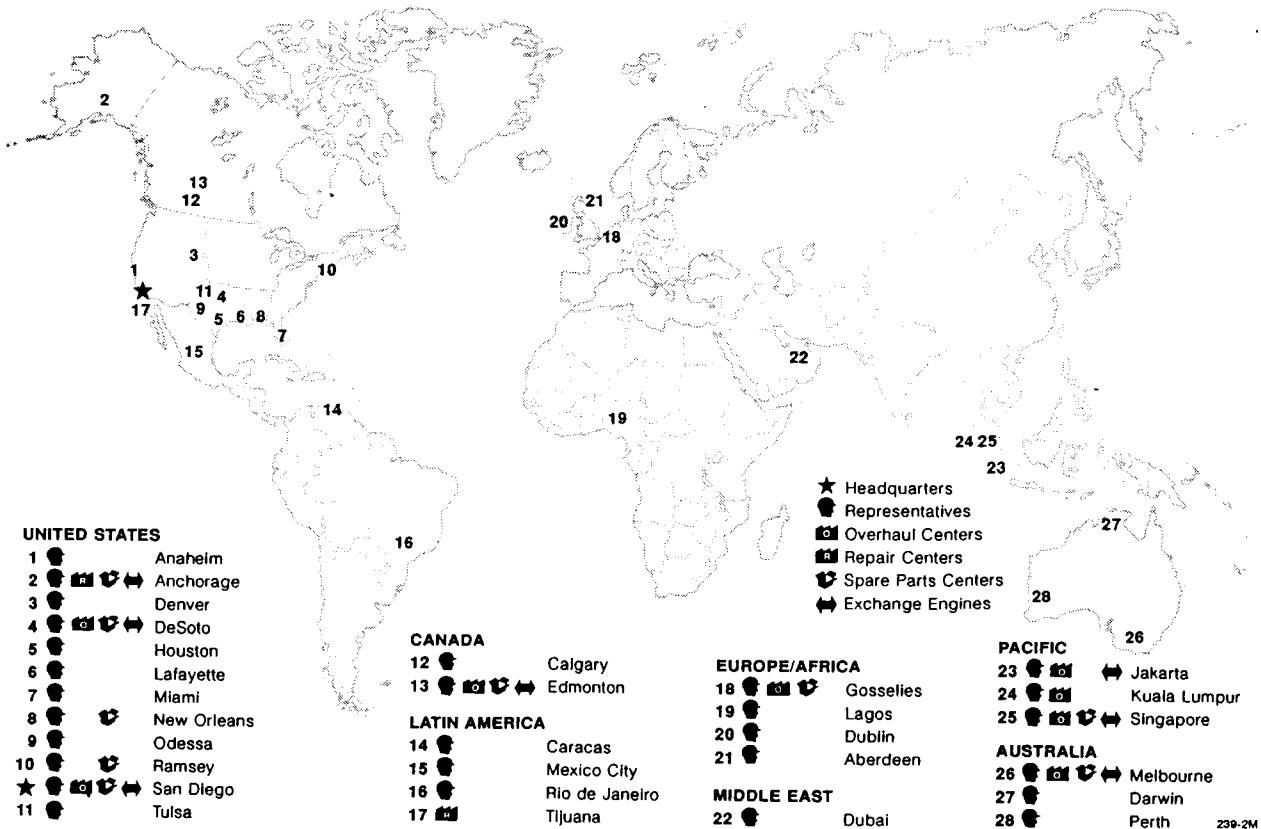 2
13
12
21
20
18
3
1
10
11
4
17
9
5
6
8
7
15
22
14
19
24 25
23
16
27
28
26
Headquarters
Representatives
O Overhaul Centers
R Repair Centers
Spare Parts Centers
Exchange Engines
UNITED STATES
1 Anaheim
2 R Anchorage
3 Denver
4 O DeSoto
5 Houston
6 Lafayette
7 Miami
8 New Orleans
9 Odessa
10 Ramsey
O San Diego
11 Tulsa
CANADA
12 Calgary
13 O Edmonton
LATIN AMERICA
14 Caracas
15 Mexico City
16 Rio de Janeiro
17 R Tijuana
EUROPE/AFRICA
18 O Gosselies
19 Lagos
20 Dublin
21 Aberdeen
MIDDLE EAST
22 Dubai
PACIFIC
23 O Jakarta
24 O Kuala Lumpur
25 O Singapore
AUSTRALIA
26 O Melbourne
27 Darwin
28 Perth
239-2M